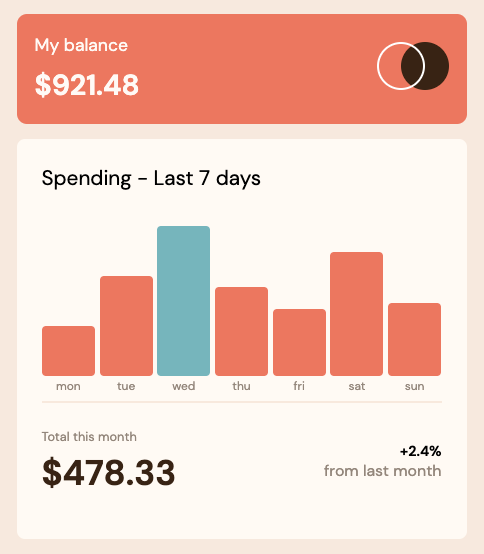 My balance
$921.48
Spending - Last 7 days
mon tue wed thu fri sat sun
Total this month
$478.33
+2.4%
from last month